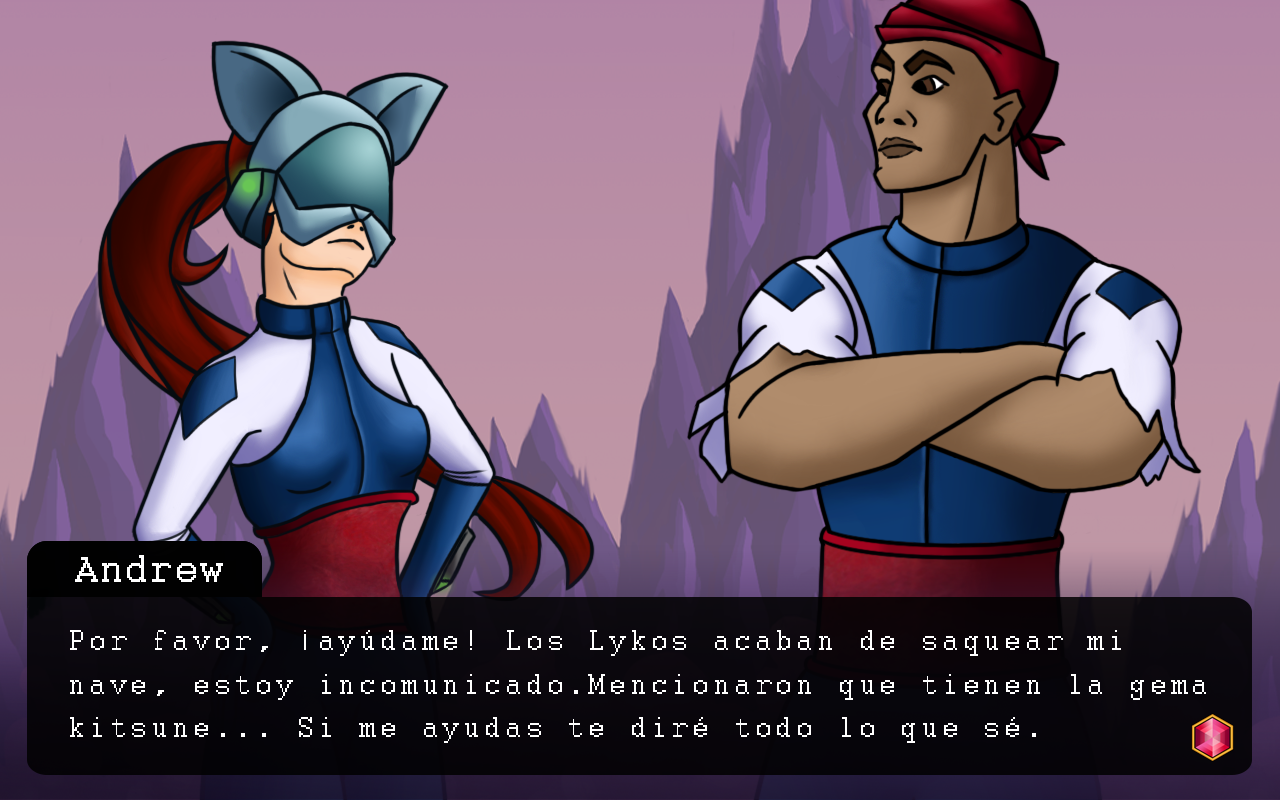 Andrew
Por favor, ¡ayúdame! Los Lykos acaban de saquear mi
nave, estoy incomunicado.Mencionaron que tienen la gema
kitsune... Si me ayudas te diré todo lo que sé.